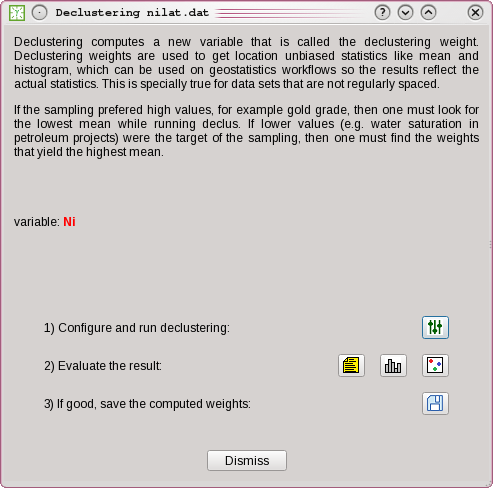 Declustering nilat.dat
Declustering computes a new variable that is called the declustering weight.
Declustering weights are used to get location unbiased statistics like mean and
histogram, which can be used on geostatistics workflows so the results reflect the
actual statistics. This is specially true for data sets that are not regularly spaced.
If the sampling prefered high values, for example gold grade, then one must look for
the lowest mean while running declus. If lower values (e.g. water saturation in
petroleum projects) were the target of the sampling, then one must find the weights
that yield the highest mean.
variable: Ni
1) Configure and run declustering:
2) Evaluate the result:
3) If good, save the computed weights:
Dismiss